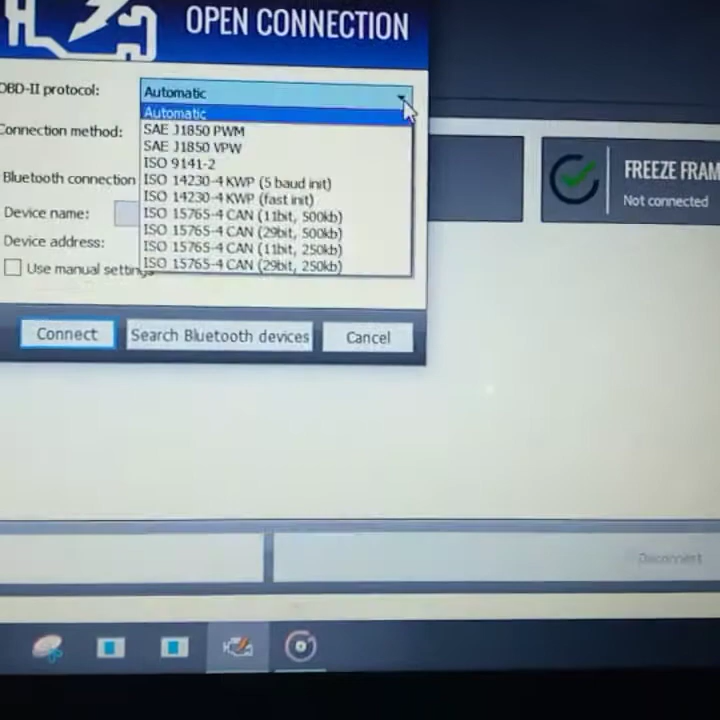 OPEN CONNECTION
OBD-II protocol:
Automatic
Automatic
SAE J1850 PWM
SAE J1850 VPW
ISO 9141-2
ISO 14230-4 KWP (5 baud init)
ISO 14230-4 KWP (fast init)
ISO 15765-4 CAN (11bit, 500kb)
ISO 15765-4 CAN (29bit, 500kb)
ISO 15765-4 CAN (11bit, 250kb)
ISO 15765-4 CAN (29bit, 250kb)
Connection method:
Bluetooth connection
Device name:
Device address:
Use manual settings
Connect
Search Bluetooth devices
Cancel
FREEZE FRAM
Not connected
Disconnect